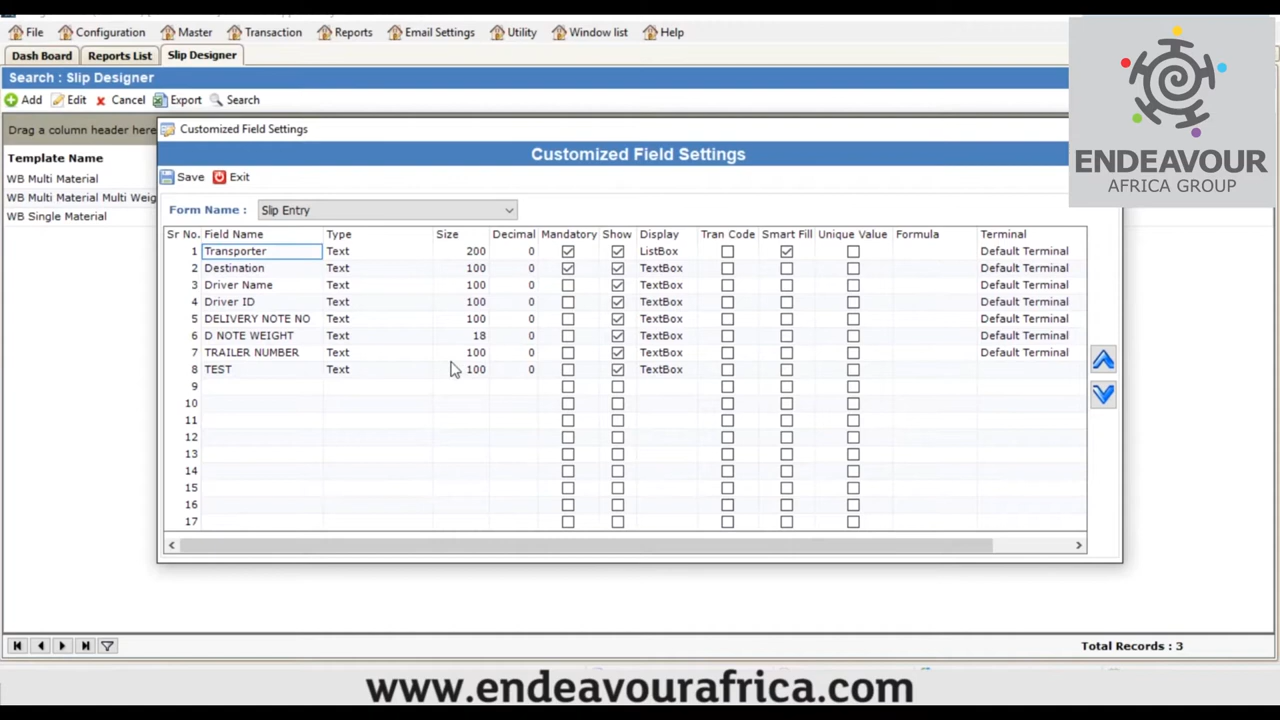 File Configuration Master Transaction Reports Email Settings Utility Window list Help
Dash Board Reports List Slip Designer
Search : Slip Designer
Add Edit Cancel Export Search
Drag a column header here
Template Name
WB Multi Material
WB Multi Material Multi Weig
WB Single Material
Customized Field Settings
Customized Field Settings
Save Exit
Form Name : Slip Entry
Sr No. Field Name Type Size Decimal Mandatory Show Display Tran Code Smart Fill Unique Value Formula Terminal
1 Transporter Text 200 0 ListBox Default Terminal
2 Destination Text 100 0 TextBox Default Terminal
3 Driver Name Text 100 0 TextBox Default Terminal
4 Driver ID Text 100 0 TextBox Default Terminal
5 DELIVERY NOTE NO Text 100 0 TextBox Default Terminal
6 D NOTE WEIGHT Text 18 0 TextBox Default Terminal
7 TRAILER NUMBER Text 100 0 TextBox Default Terminal
8 TEST Text 100 0 TextBox
9
10
11
12
13
14
15
16
17
Total Records : 3
ENDEAVOUR
AFRICA GROUP
www.endeavourafrica.com